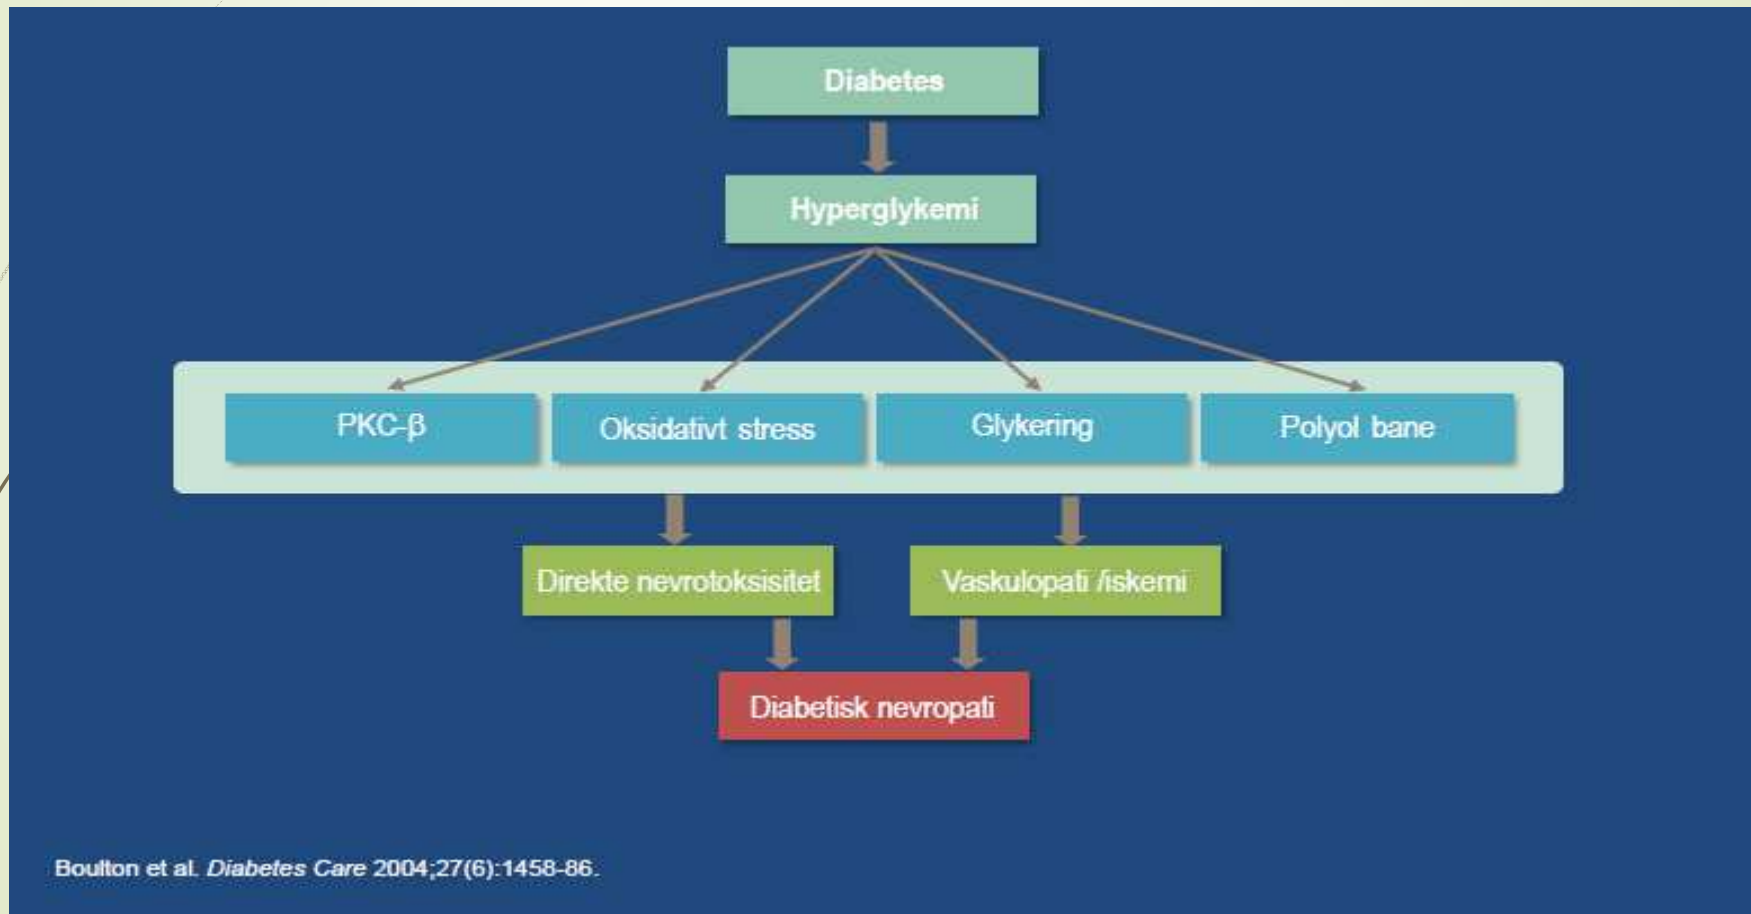 Diabetes
Hyperglykemi
PKC-β
Oksidativt stress
Glykering
Polyol bane
Direkte nevrotoksisitet
Vaskulopati /iskemi
Diabetisk nevropati
Boulton et al. Diabetes Care 2004;27(6):1458-86.